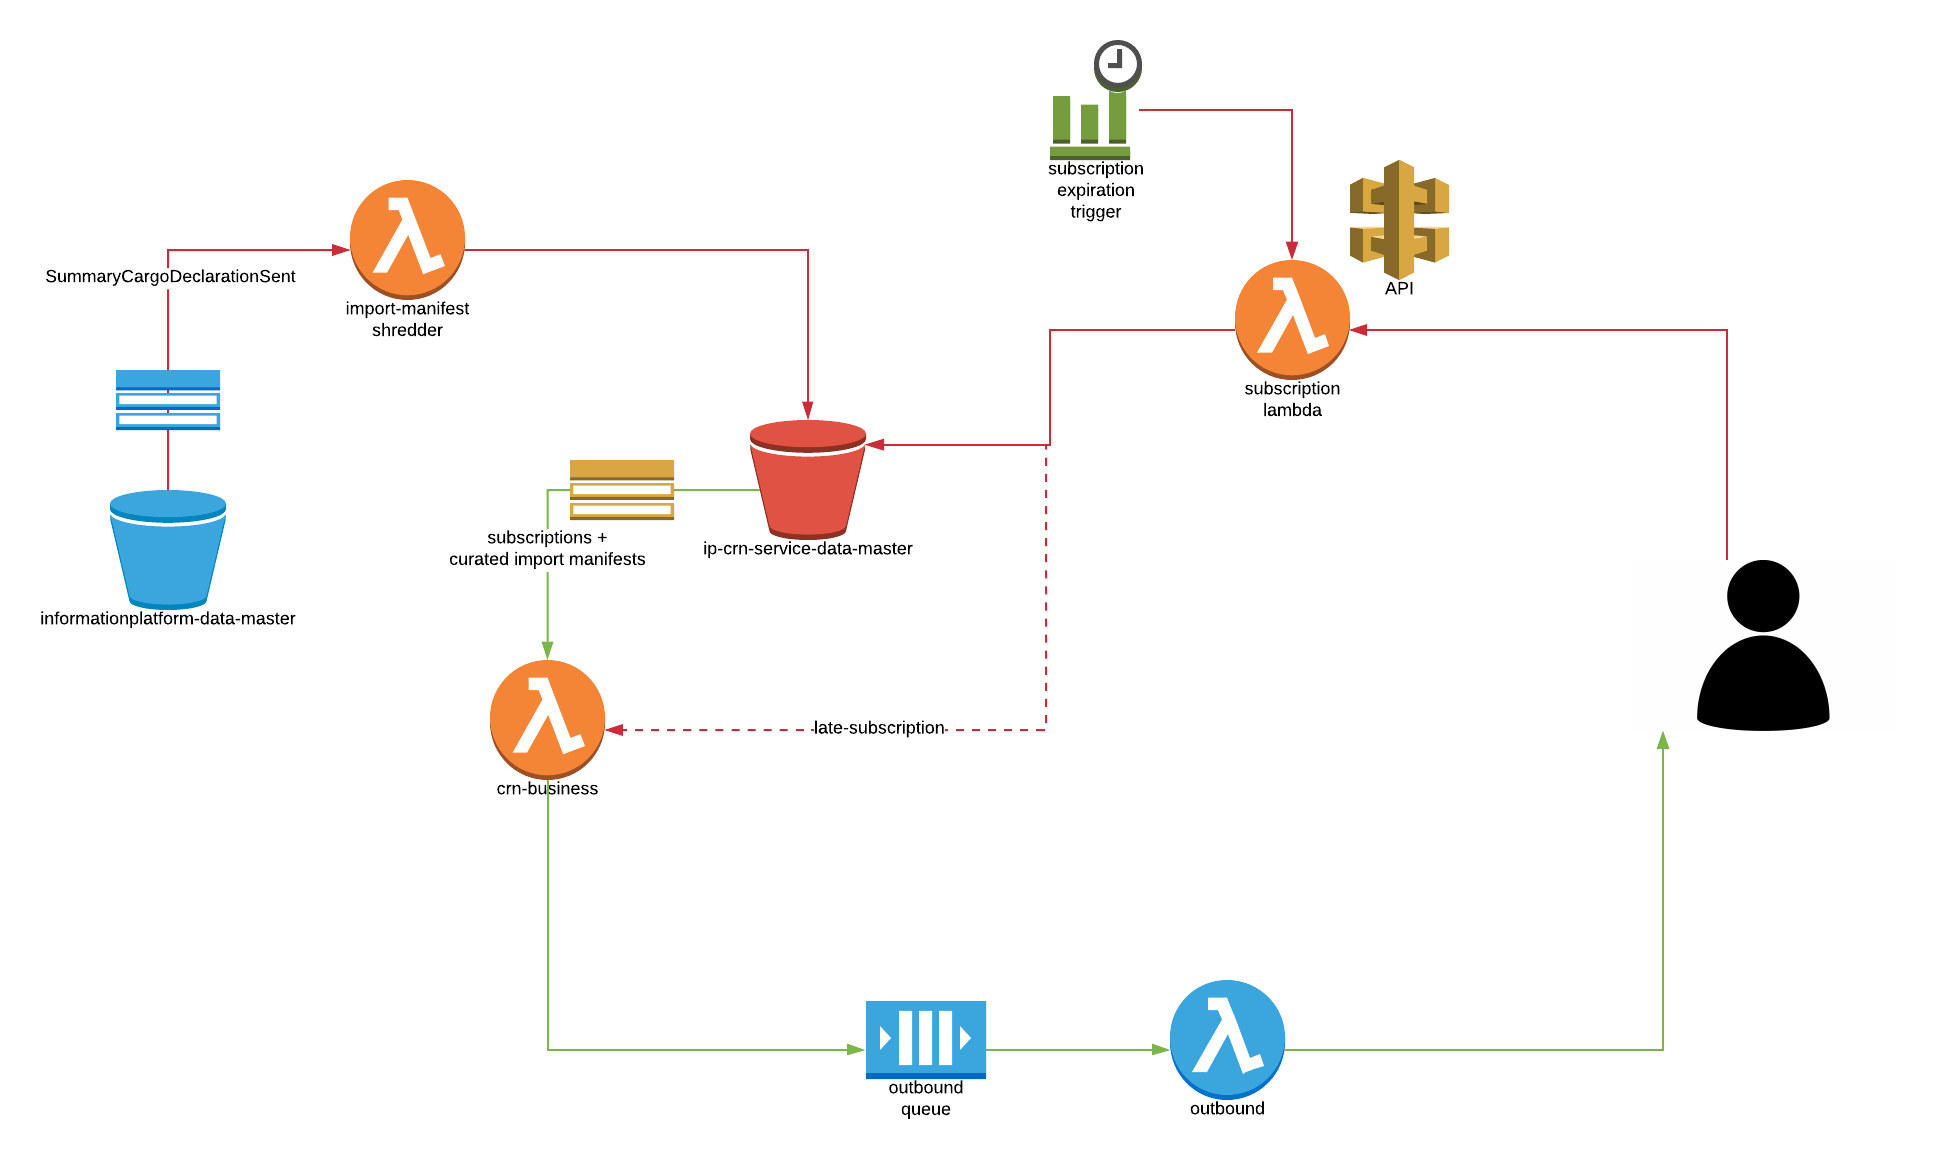 subscription
expiration
trigger
SummaryCargoDeclarationSent
import-manifest
shredder
API
subscription
lambda
subscriptions +
curated import manifests
ip-crn-service-data-master
informationplatform-data-master
late-subscription
crn-business
outbound
queue
outbound